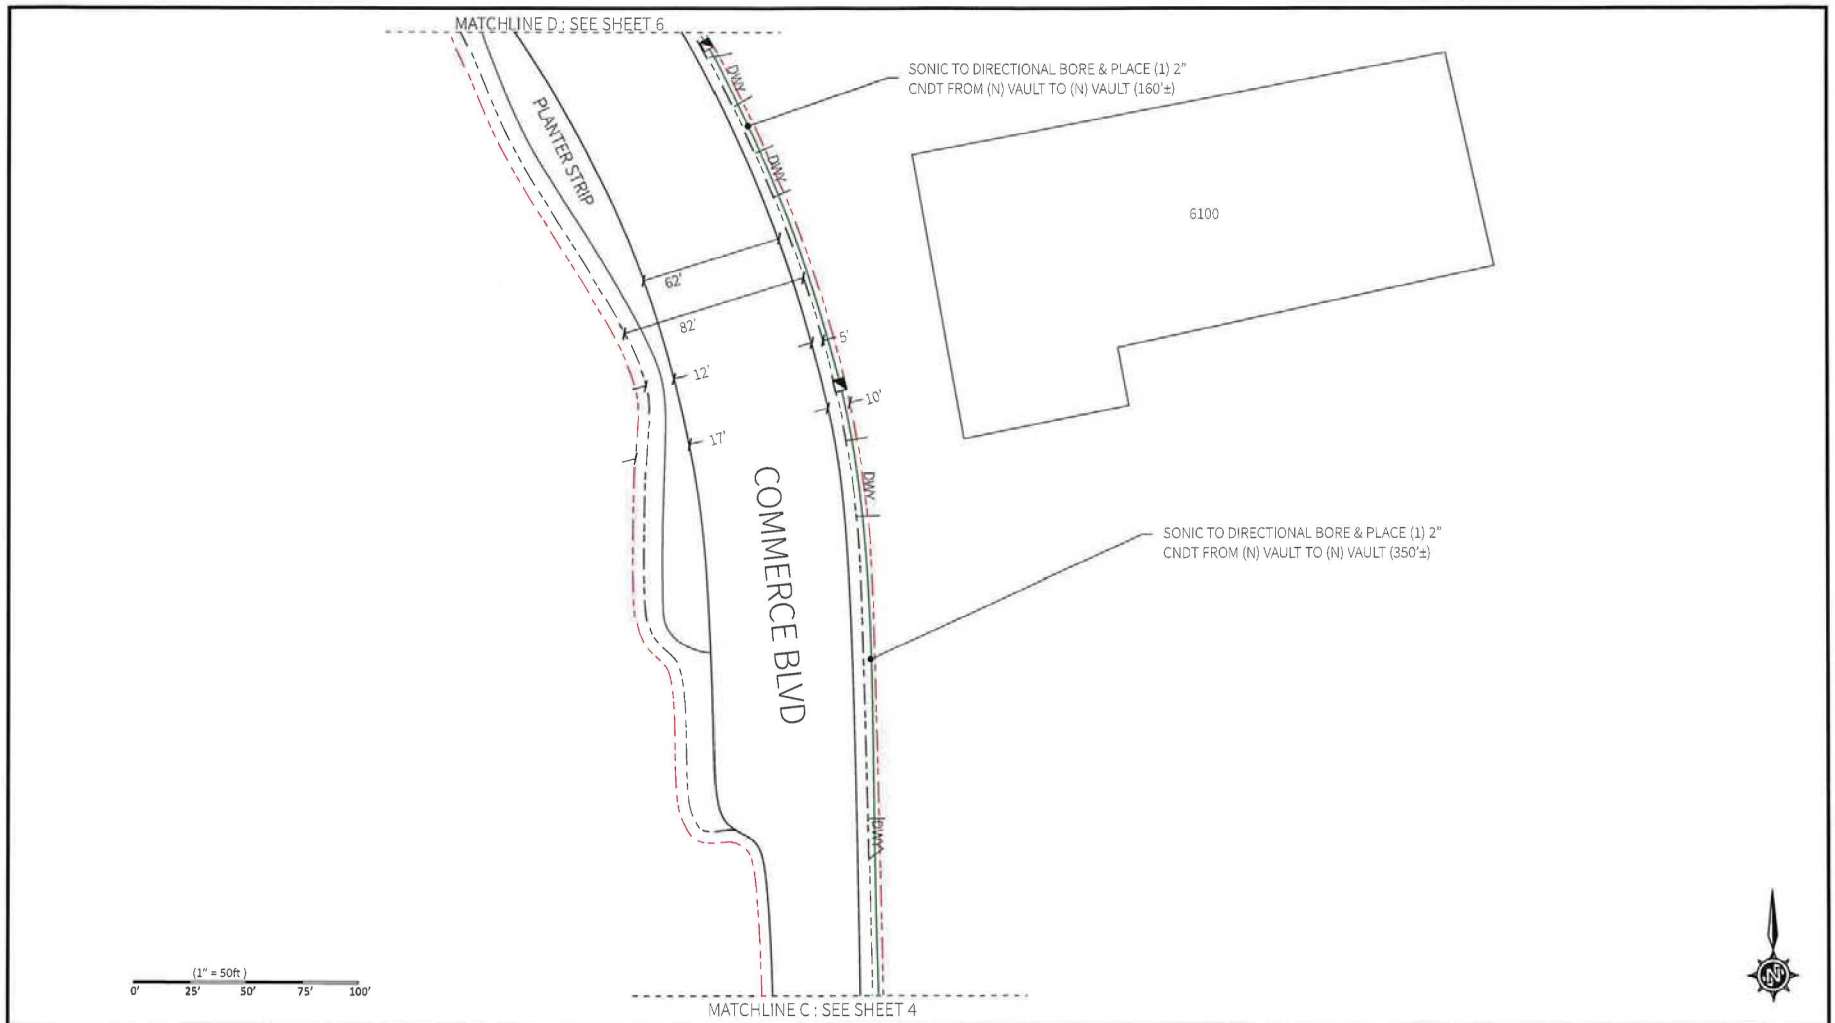 MATCHLINE D : SEE SHEET 6
SONIC TO DIRECTIONAL BORE & PLACE (1) 2"
CNDT FROM (N) VAULT TO (N) VAULT (160'±)
DWY
PLANTER STRIP
DWY
6100
62'
82'
5'
12'
10'
17'
COMMERCE BLVD
DWY
SONIC TO DIRECTIONAL BORE & PLACE (1) 2"
CNDT FROM (N) VAULT TO (N) VAULT (350'±)
DWY
(1" = 50ft )
0' 25' 50' 75' 100'
N
MATCHLINE C : SEE SHEET 4